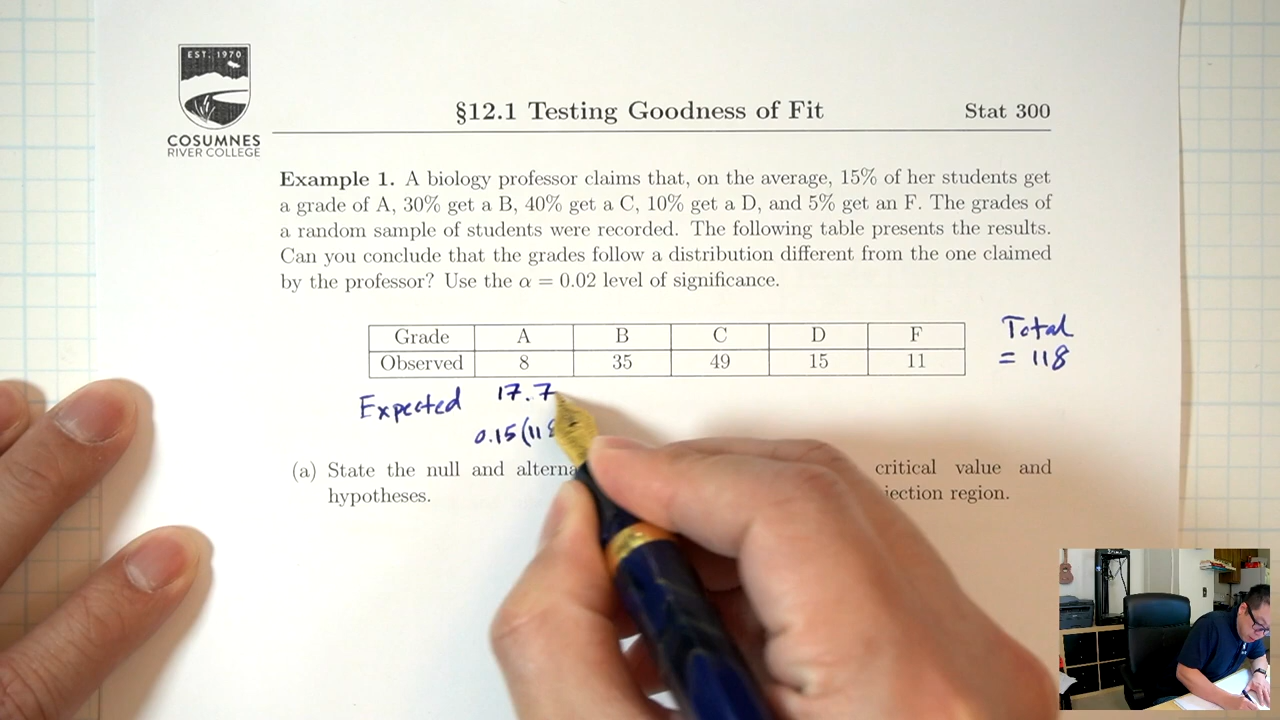 EST. 1970
COSUMNES
RIVER COLLEGE
§12.1 Testing Goodness of Fit
Stat 300
Example 1. A biology professor claims that, on the average, 15% of her students get
a grade of A, 30% get a B, 40% get a C, 10% get a D, and 5% get an F. The grades of
a random sample of students were recorded. The following table presents the results.
Can you conclude that the grades follow a distribution different from the one claimed
by the professor? Use the α = 0.02 level of significance.
Grade A B C D F
Observed 8 35 49 15 11
Total
= 118
Expected 17.7
0.15(11
(a) State the null and critical value and
hypotheses. region.